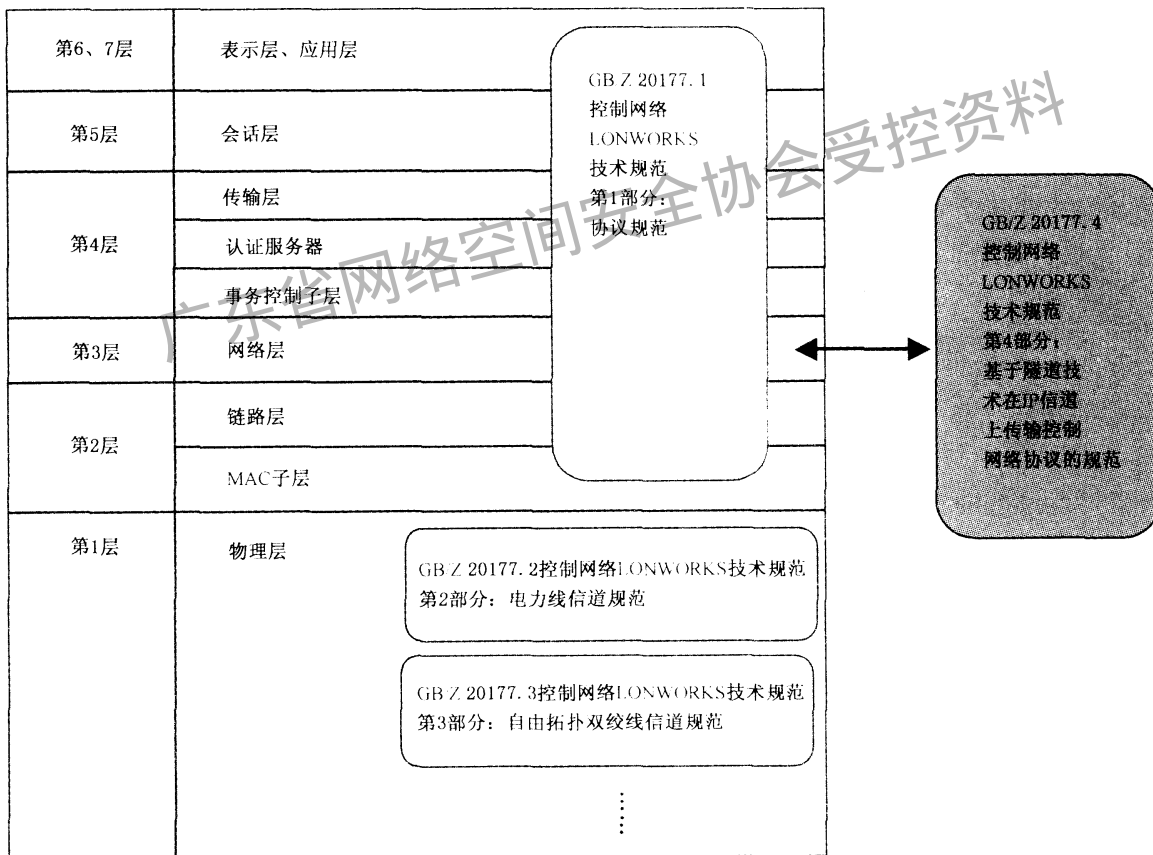 第6、7层
表示层、应用层
第5层
会话层
第4层
传输层
认证服务器
事务控制子层
第3层
网络层
第2层
链路层
MAC子层
第1层
物理层
GB/Z 20177.1
控制网络
LONWORKS
技术规范
第1部分:
协议规范
GB/Z 20177.2控制网络LONWORKS技术规范
第2部分: 电力线信道规范
GB/Z 20177.3控制网络LONWORKS技术规范
第3部分: 自由拓扑双绞线信道规范
GB/Z 20177.4
控制网络
LONWORKS
技术规范
第4部分:
基于隧道技
术在IP信道
上传输控制
网络协议的规范
广东省网络空间安全协会受控资料